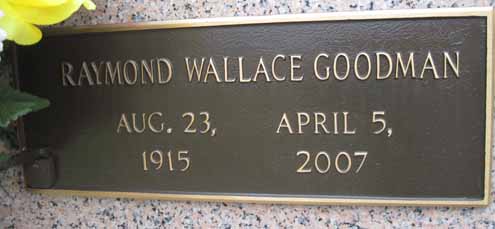 RAYMOND WALLACE GOODMAN
AUG. 23, APRIL 5,
1915 2007